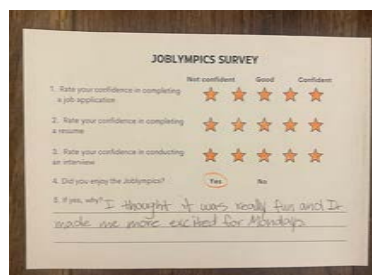 JOBLYMPICS SURVEY
Not confident Good Confident
1. Rate your confidence in completing
a job application
2. Rate your confidence in completing
a resume
3. Rate your confidence in conducting
an interview
4. Did you enjoy the Joblympics? Yes No
5. If yes, why? I thought it was really fun and It
made me more excited for Mondays